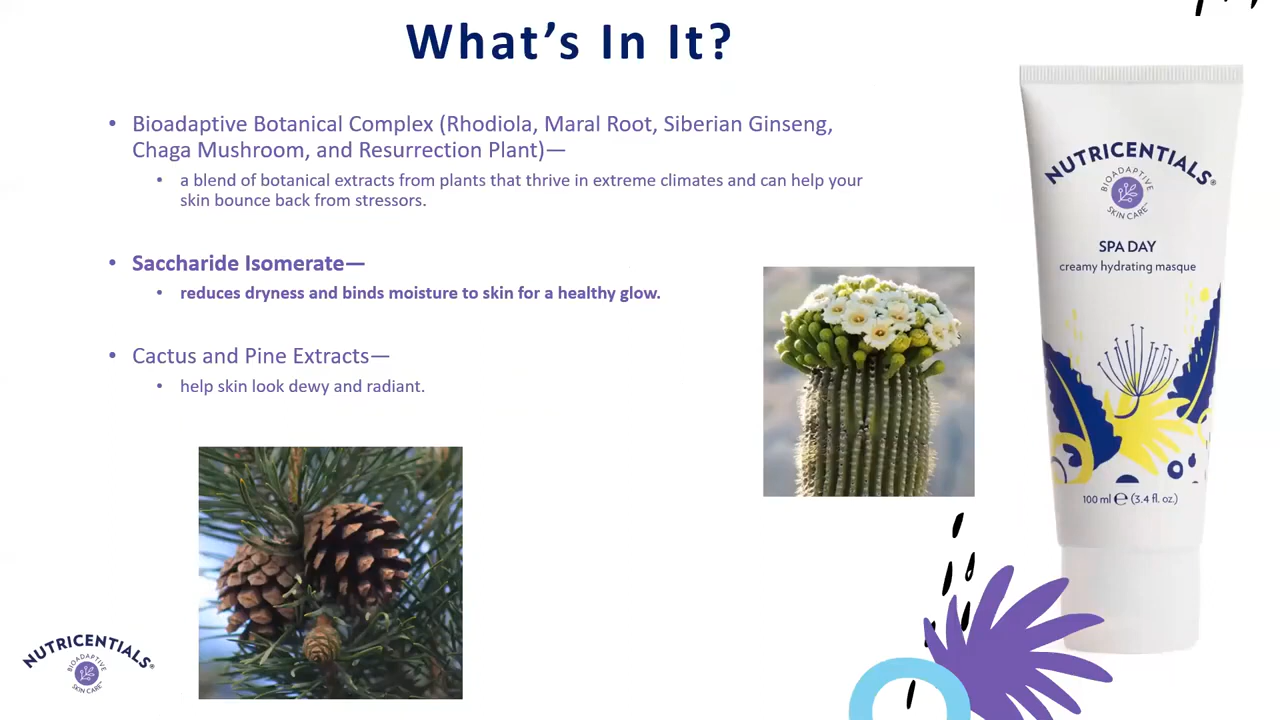 What's In It?
• Bioadaptive Botanical Complex (Rhodiola, Maral Root, Siberian Ginseng,
Chaga Mushroom, and Resurrection Plant)—
• a blend of botanical extracts from plants that thrive in extreme climates and can help your
skin bounce back from stressors.
• Saccharide Isomerate—
• reduces dryness and binds moisture to skin for a healthy glow.
• Cactus and Pine Extracts—
• help skin look dewy and radiant.
NUTRICENTIALS®
BIOADAPTIVE
SKIN CARE™
SPA DAY
creamy hydrating masque
100 ml ℮ (3.4 fl. oz.)
NUTRICENTIALS®
BIOADAPTIVE
SKIN CARE™